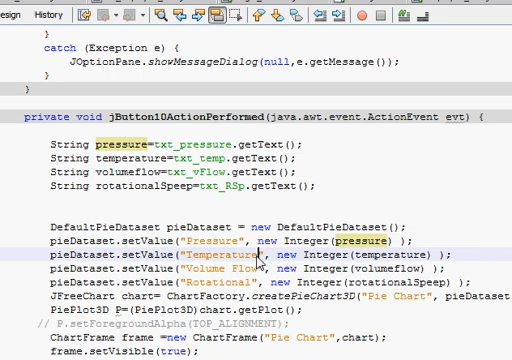 esign History
}
catch (Exception e) {
JOptionPane.showMessageDialog(null,e.getMessage());
}
}
private void jButton10ActionPerformed(java.awt.event.ActionEvent evt) {
String pressure=txt_pressure.getText();
String temperature=txt_temp.getText();
String volumeflow=txt_vFlow.getText();
String rotationalSpeep=txt_RSp.getText();
DefaultPieDataset pieDataset = new DefaultPieDataset();
pieDataset.setValue("Pressure", new Integer(pressure) );
pieDataset.setValue("Temperature", new Integer(temperature) );
pieDataset.setValue("Volume Flow", new Integer(volumeflow) );
pieDataset.setValue("Rotational", new Integer(rotationalSpeep) );
JFreeChart chart= ChartFactory.createPieChart3D("Pie Chart", pieDataset
PiePlot3D P=(PiePlot3D)chart.getPlot();
// P.setForegroundAlpha(TOP_ALIGNMENT);
ChartFrame frame =new ChartFrame("Pie Chart",chart);
frame.setVisible(true);